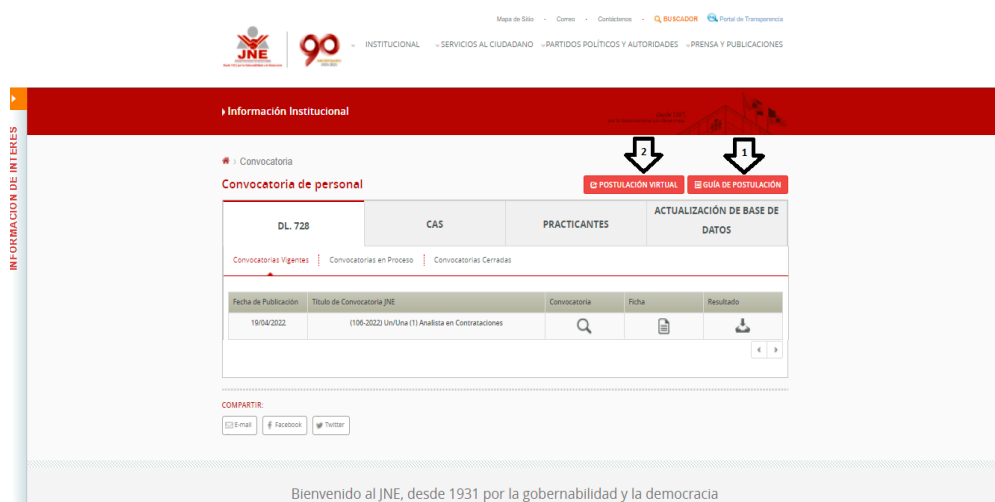 Mapa de Sitio - Correo - Contáctenos - BUSCADOR Portal de Transparencia
JNE
90
INSTITUCIONAL SERVICIOS AL CIUDADANO PARTIDOS POLÍTICOS Y AUTORIDADES PRENSA Y PUBLICACIONES
INFORMACION DE INTERES
Información Institucional
2
1
Convocatoria
Convocatoria de personal
POSTULACIÓN VIRTUAL
GUÍA DE POSTULACIÓN
DL. 728
CAS
PRACTICANTES
ACTUALIZACIÓN DE BASE DE
DATOS
Convocatorias Vigentes
Convocatorias en Proceso
Convocatorias Cerradas
Fecha de Publicación Título de Convocatoria JNE Convocatoria Ficha Resultado
19/04/2022 (106-2022) Un/Una (1) Analista en Contrataciones
COMPARTIR:
E-mail
Facebook
Twitter
Bienvenido al JNE, desde 1931 por la gobernabilidad y la democracia